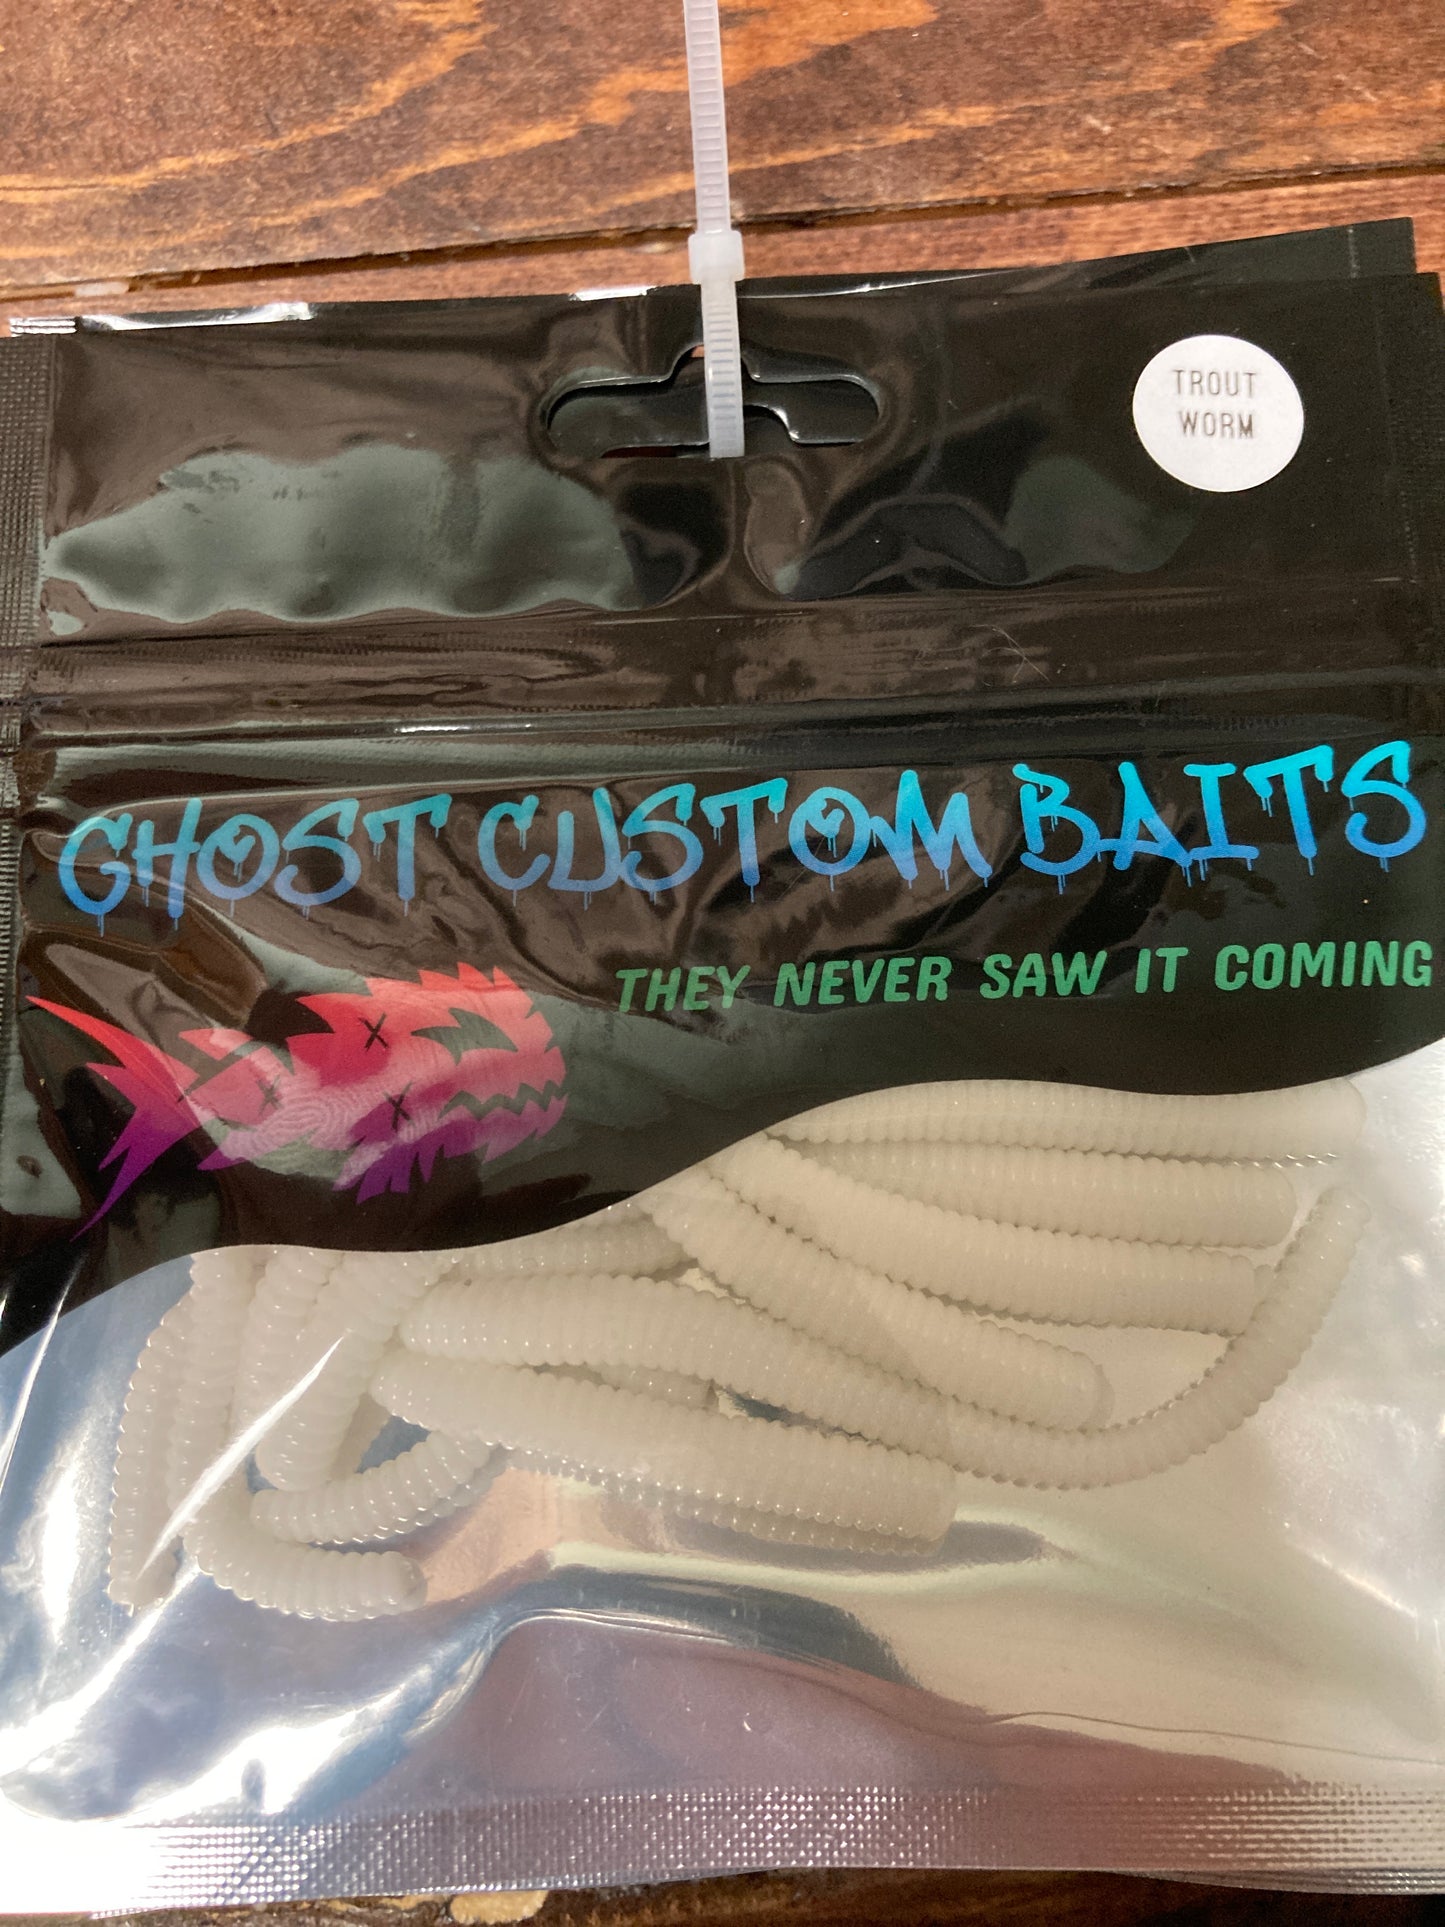 TROUT
WORM
GHOST CUSTOM BAITS
THEY NEVER SAW IT COMING